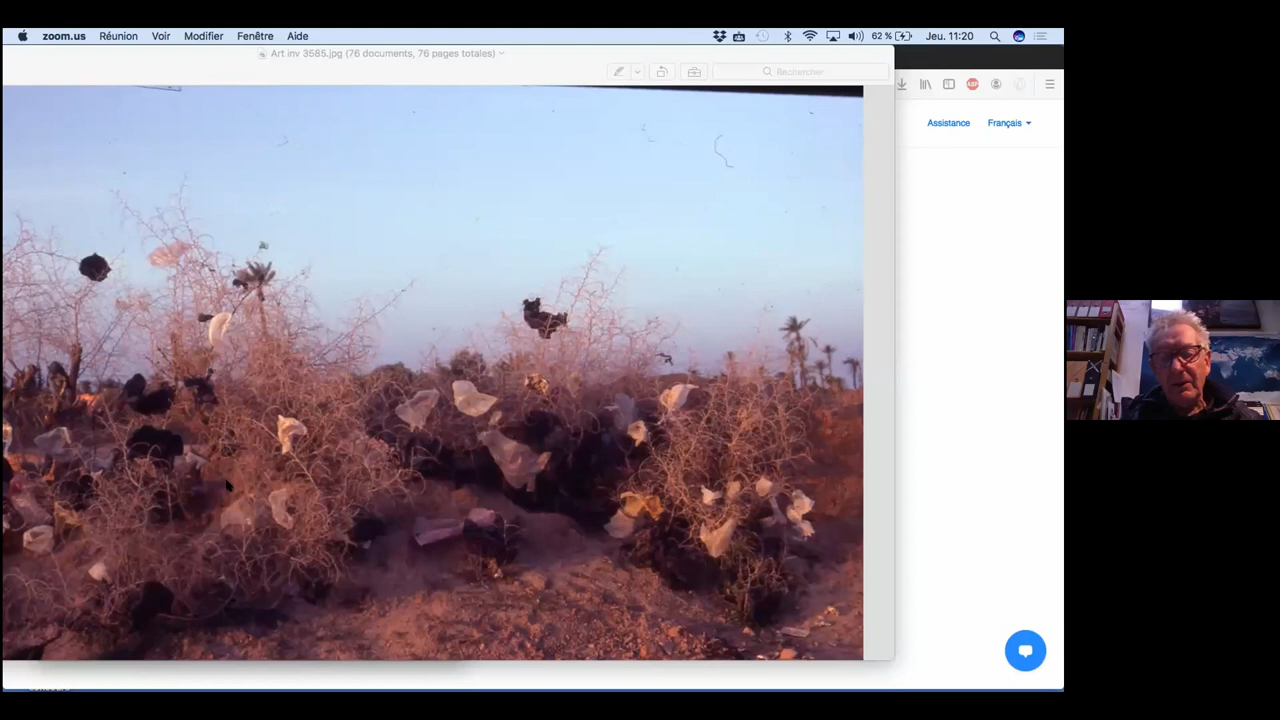 zoom.us Réunion Voir Modifier Fenêtre Aide 62 % Jeu. 11:20
Art inv 3585.jpg (76 documents, 76 pages totales)
Rechercher
ABP
Assistance Français